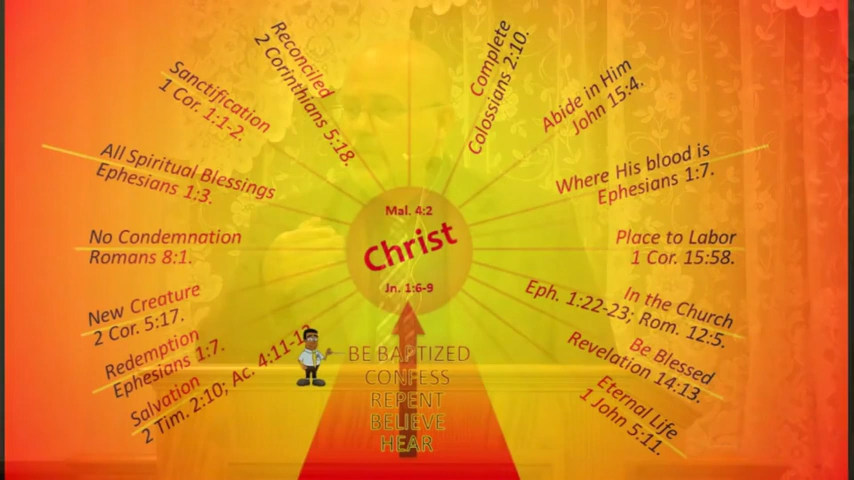 Reconciled
2 Corinthians 5:18.
Complete
Colossians 2:10.
Sanctification
1 Cor. 1:1-2.
Abide in Him
John 15:4.
All Spiritual Blessings
Ephesians 1:3.
Where His blood is
Ephesians 1:7.
Mal. 4:2
Christ
Jn. 1:6-9
No Condemnation
Romans 8:1.
Place to Labor
1 Cor. 15:58.
New Creature
2 Cor. 5:17.
In the Church
Eph. 1:22-23; Rom. 12:5.
Redemption
Ephesians 1:7.
Be Blessed
Revelation 14:13.
Salvation
2 Tim. 2:10; Ac. 4:11-12
Eternal Life
1 John 5:11.
BE BAPTIZED
CONFESS
REPENT
BELIEVE
HEAR